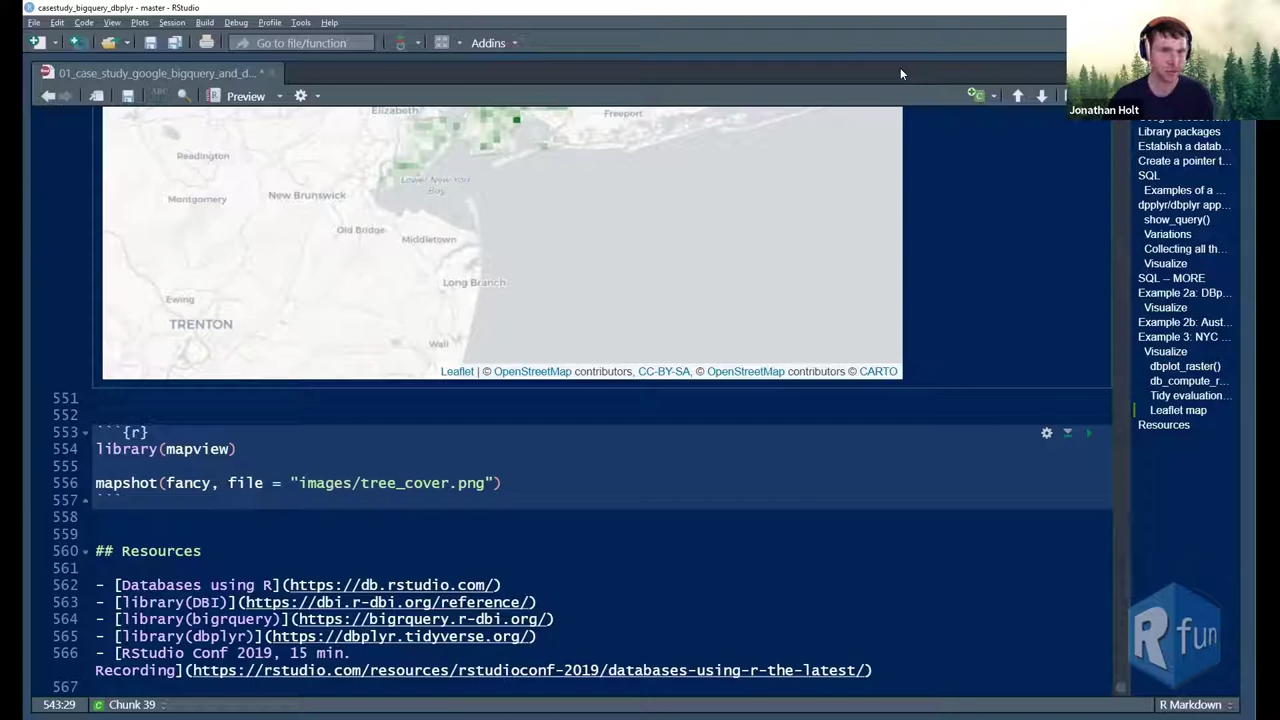 casestudy_bigquery_dbplyr - master - RStudio
File Edit Code View Plots Session Build Debug Profile Tools Help
Go to file/function
Addins
Jonathan Holt
01_case_study_google_bigquery_and_d... *
ABC
Preview
Elizabeth
Freeport
Readington
Lower New York
Bay
Montgomery
New Brunswick
Old Bridge
Middletown
Long Branch
Ewing
TRENTON
Wall
Leaflet | © OpenStreetMap contributors, CC-BY-SA, © OpenStreetMap contributors © CARTO
551
552
553 ```{r}
554 library(mapview)
555
556 mapshot(fancy, file = "images/tree_cover.png")
557 ```
558
559
560 ## Resources
561
562 - [Databases using R](https://db.rstudio.com/)
563 - [library(DBI)](https://dbi.r-dbi.org/reference/)
564 - [library(bigrquery)](https://bigrquery.r-dbi.org/)
565 - [library(dbplyr)](https://dbplyr.tidyverse.org/)
566 - [RStudio Conf 2019, 15 min.
Recording](https://rstudio.com/resources/rstudioconf-2019/databases-using-r-the-latest/)
567
Library packages
Establish a datab...
Create a pointer t...
SQL
Examples of a ...
dpplyr/dbplyr app...
show_query()
Variations
Collecting all th...
Visualize
SQL -- MORE
Example 2a: DBp...
Visualize
Example 2b: Aust...
Example 3: NYC ...
Visualize
dbplot_raster()
db_compute_r...
Tidy evaluation...
Leaflet map
Resources
R fun
543:29 Chunk 39 R Markdown